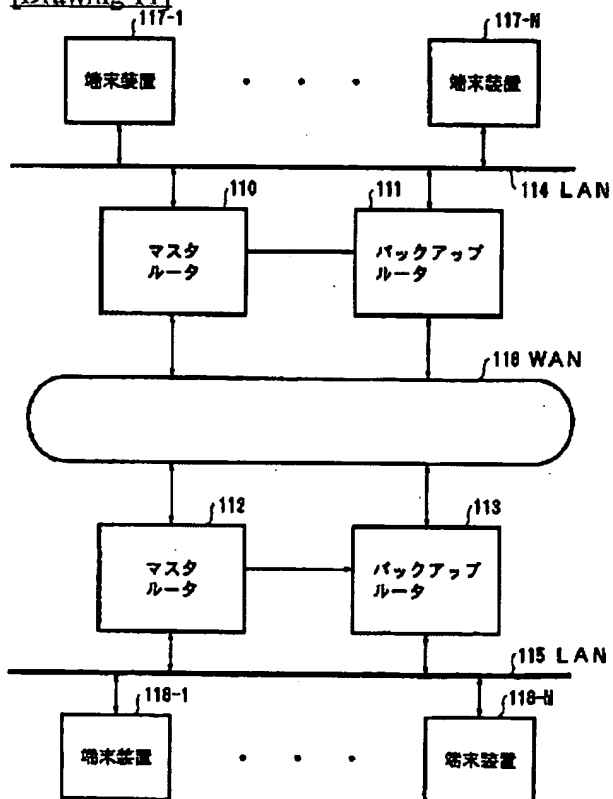 [Drawing 11]
117-1
117-N
端末装置
端末装置
114 LAN
110
111
マスタ
ルータ
バックアップ
ルータ
116 WAN
112
113
マスタ
ルータ
バックアップ
ルータ
115 LAN
118-1
118-N
端末装置
端末装置